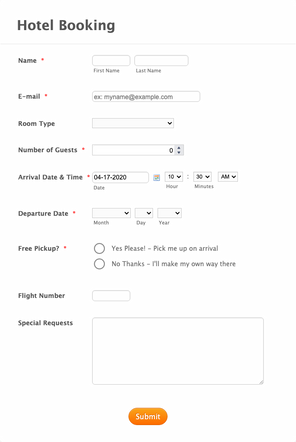 Hotel Booking
Name *
First Name Last Name
E-mail * ex: myname@example.com
Room Type
Number of Guests * 0
Arrival Date & Time * 04-17-2020 10 : 30 AM
Date Hour Minutes
Departure Date *
Month Day Year
Free Pickup? * Yes Please! - Pick me up on arrival
No Thanks - I'll make my own way there
Flight Number
Special Requests
Submit